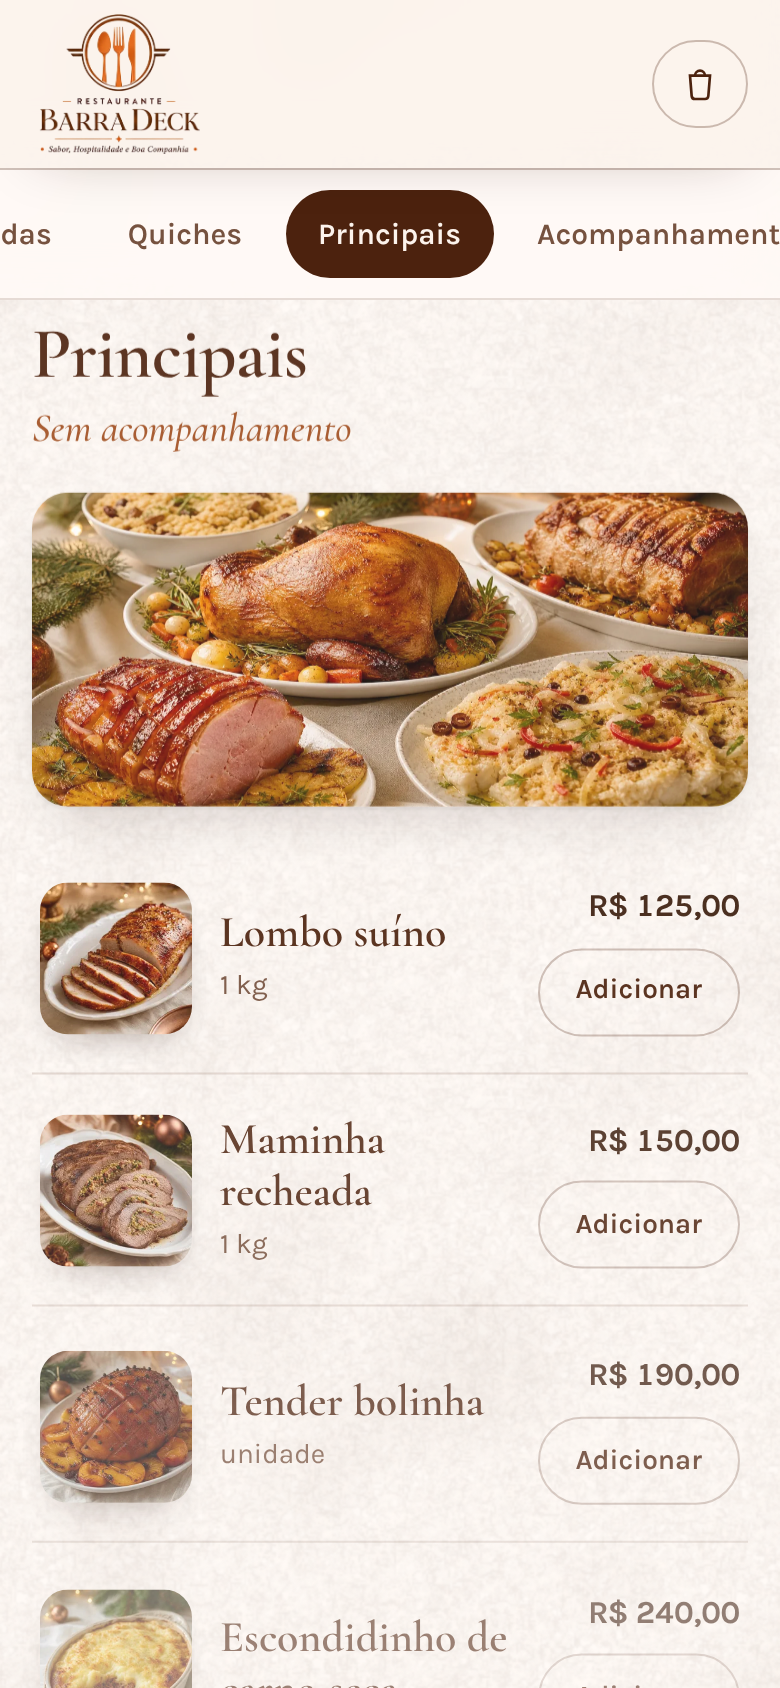 RESTAURANTE
BARRA DECK
Sabor, Hospitalidade e Boa Companhia
das Quiches Principais Acompanhament
Principais
Sem acompanhamento
Lombo suíno
1 kg
R$ 125,00
Adicionar
Maminha
recheada
1 kg
R$ 150,00
Adicionar
Tender bolinha
unidade
R$ 190,00
Adicionar
Escondidinho de
carne seca
R$ 240,00